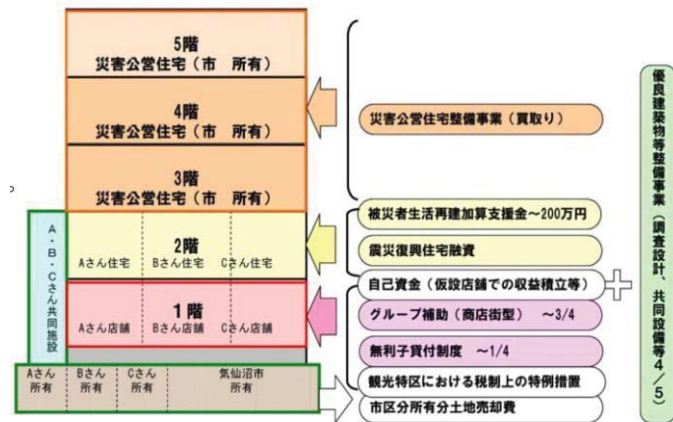 5階
災害公営住宅（市　所有）
4階
災害公営住宅（市　所有）
3階
災害公営住宅（市　所有）
2階
Aさん住宅 Bさん住宅 Cさん住宅
1階
Aさん店舗 Bさん店舗 Cさん店舗
A・B・Cさん共同施設
Aさん
所有
Bさん
所有
Cさん
所有
気仙沼市
所有
災害公営住宅整備事業（買取り）
被災者生活再建加算支援金～200万円
震災復興住宅融資
自己資金（仮設店舗での収益積立等）
グループ補助（商店街型）　～3/4
無利子貸付制度　～1/4
観光特区における税制上の特例措置
市区分所有分土地売却費
優良建築物等整備事業（調査設計、共同設備等4／5）